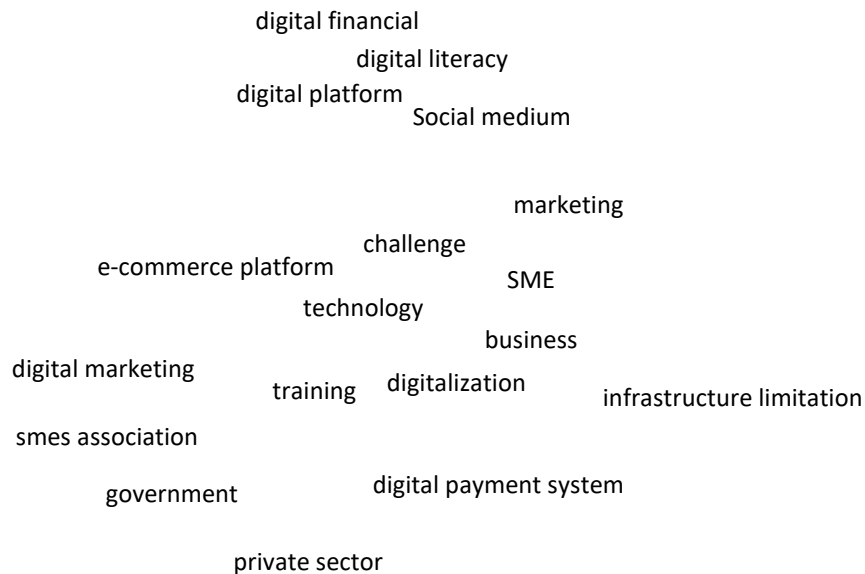 digital financial
digital literacy
digital platform
Social medium
marketing
challenge
e-commerce platform
SME
technology
business
digital marketing
training
digitalization
infrastructure limitation
smes association
government
digital payment system
private sector